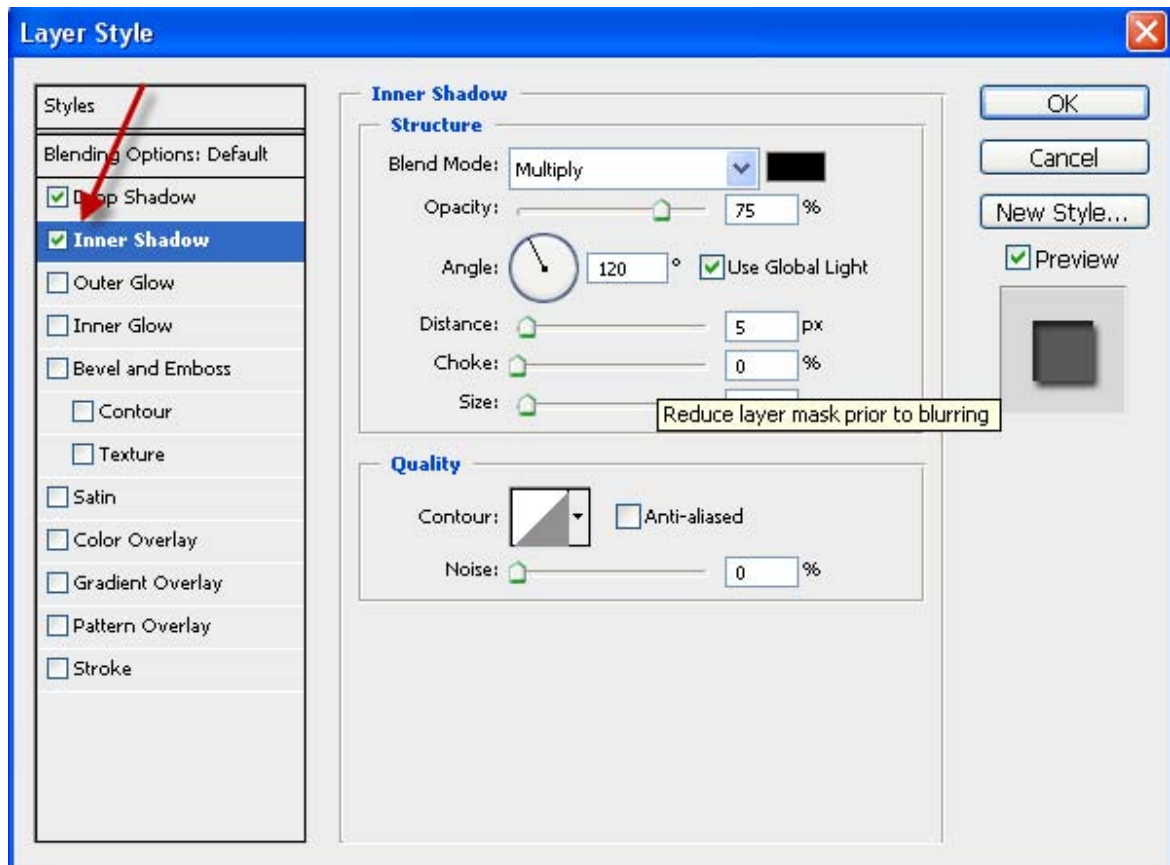 Layer Style
Styles
Blending Options: Default
Drop Shadow
Inner Shadow
Outer Glow
Inner Glow
Bevel and Emboss
Contour
Texture
Satin
Color Overlay
Gradient Overlay
Pattern Overlay
Stroke
Inner Shadow
Structure
Blend Mode: Multiply
Opacity: 75 %
Angle: 120 ° Use Global Light
Distance: 5 px
Choke: 0 %
Size:
Reduce layer mask prior to blurring
Quality
Contour: Anti-aliased
Noise: 0 %
OK
Cancel
New Style...
Preview